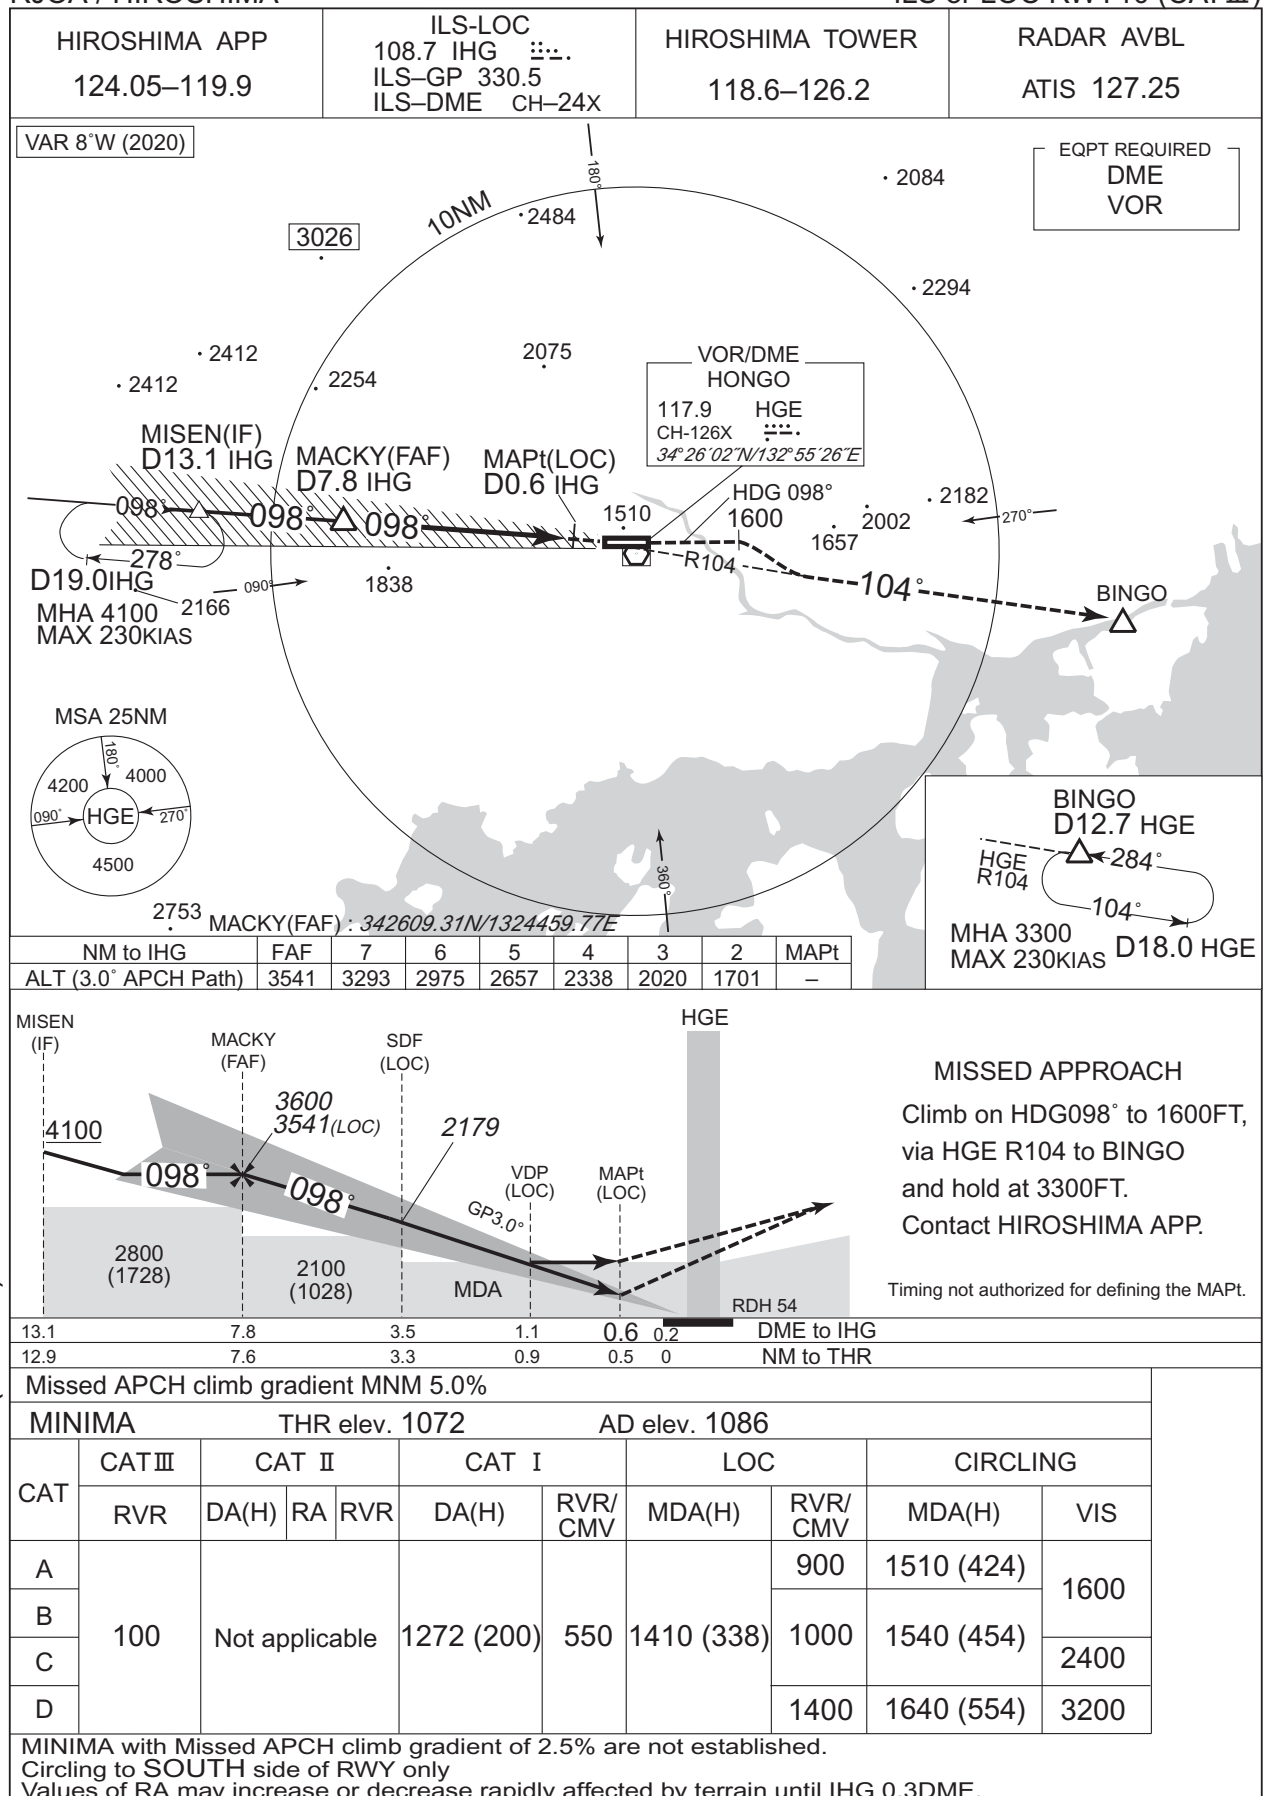 HIROSHIMA APP
124.05–119.9
ILS-LOC
108.7 IHG
ILS–GP 330.5
ILS–DME CH–24X
HIROSHIMA TOWER
118.6–126.2
RADAR AVBL
ATIS 127.25
VAR 8°W (2020)
EQPT REQUIRED
DME
VOR
180°
10NM
2484
2084
3026
2294
2412
2412
2254
2075
VOR/DME
HONGO
117.9 HGE
CH-126X
34°26´02˝N/132°55´26˝E
MISEN(IF)
D13.1 IHG
MACKY(FAF)
D7.8 IHG
MAPt(LOC)
D0.6 IHG
098°
098°
098°
1510
HDG 098°
1600
2182
2002
1657
270°
278°
D19.0IHG
MHA 4100
MAX 230KIAS
2166
090°
1838
R104
104°
BINGO
MSA 25NM
180°
4200
4000
090°
HGE
270°
4500
360°
BINGO
D12.7 HGE
HGE
R104
284°
104°
MHA 3300
MAX 230KIAS
D18.0 HGE
2753
MACKY(FAF) : 342609.31N/1324459.77E
NM to IHG FAF 7 6 5 4 3 2 MAPt
ALT (3.0° APCH Path) 3541 3293 2975 2657 2338 2020 1701 –
MISEN
(IF)
MACKY
(FAF)
SDF
(LOC)
HGE
4100
3600
3541(LOC)
2179
098°
098°
GP3.0°
VDP
(LOC)
MAPt
(LOC)
2800
(1728)
2100
(1028)
MDA
RDH 54
MISSED APPROACH
Climb on HDG098° to 1600FT,
via HGE R104 to BINGO
and hold at 3300FT.
Contact HIROSHIMA APP.
Timing not authorized for defining the MAPt.
13.1 7.8 3.5 1.1 0.6 0.2 DME to IHG
12.9 7.6 3.3 0.9 0.5 0 NM to THR
Missed APCH climb gradient MNM 5.0%
MINIMA THR elev. 1072 AD elev. 1086
CAT CATⅢ CAT Ⅱ CAT Ⅰ LOC CIRCLING
RVR DA(H) RA RVR DA(H) RVR/CMV MDA(H) RVR/CMV MDA(H) VIS
A 900 1510 (424) 1600
B
100 Not applicable 1272 (200) 550 1410 (338) 1000 1540 (454)
C 2400
D 1400 1640 (554) 3200
MINIMA with Missed APCH climb gradient of 2.5% are not established.
Circling to SOUTH side of RWY only
Values of RA may increase or decrease rapidly affected by terrain until IHG 0.3DME.